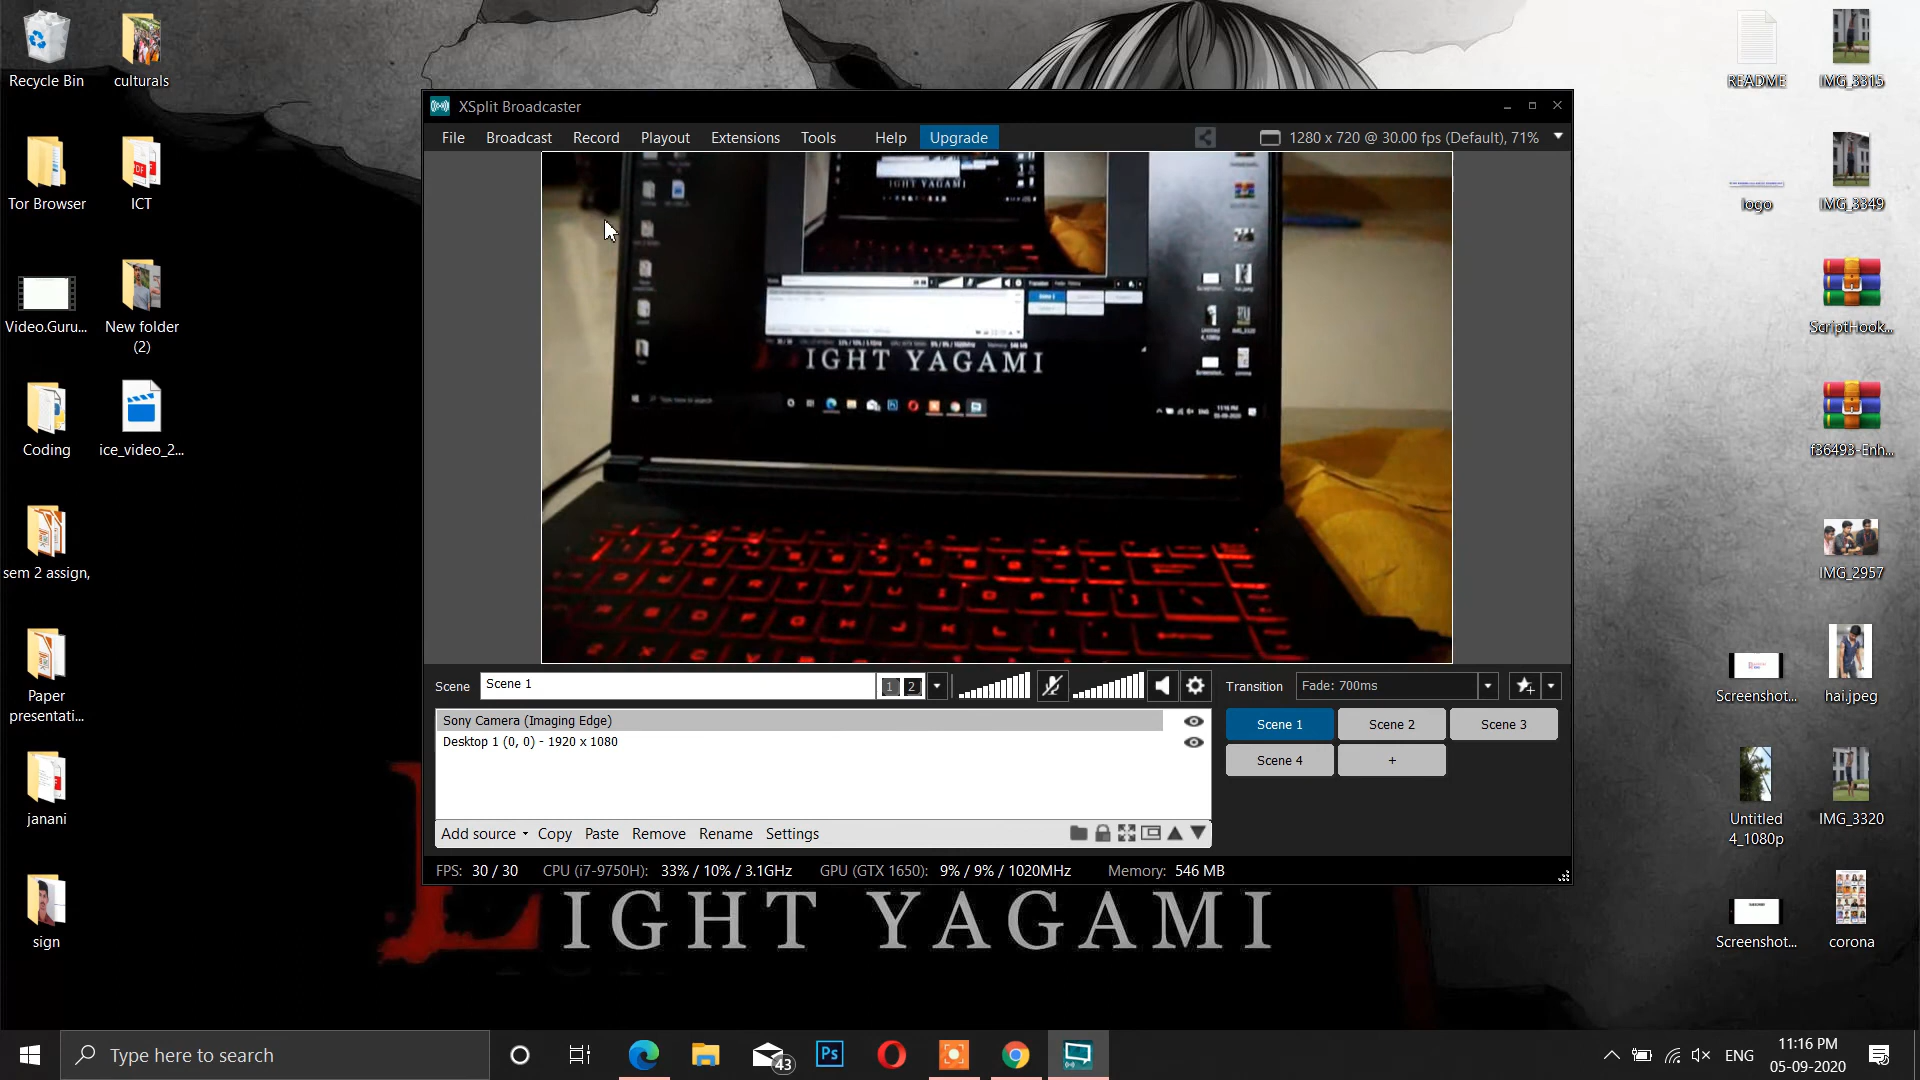 Recycle Bin
culturals
Tor Browser
ICT
Video.Guru...
New folder
(2)
Coding
ice_video_2...
sem 2 assign,
Paper
presentati...
janani
sign
XSplit Broadcaster
File Broadcast Record Playout Extensions Tools Help Upgrade
1280 x 720 @ 30.00 fps (Default), 71%
IGHT YAGAMI
IGHT YAGAMI
Scene
Scene 1
1 2
Transition
Fade: 700ms
Sony Camera (Imaging Edge)
Desktop 1 (0, 0) - 1920 x 1080
Scene 1
Scene 2
Scene 3
Scene 4
+
Add source Copy Paste Remove Rename Settings
FPS: 30 / 30 CPU (i7-9750H): 33% / 10% / 3.1GHz GPU (GTX 1650): 9% / 9% / 1020MHz Memory: 546 MB
LIGHT YAGAMI
README
IMG_3315
logo
IMG_3349
ScriptHook...
f36493-Enh...
IMG_2957
Screenshot...
hai.jpeg
Untitled
4_1080p
IMG_3320
Screenshot...
corona
Type here to search
43
Ps
ENG
11:16 PM
05-09-2020